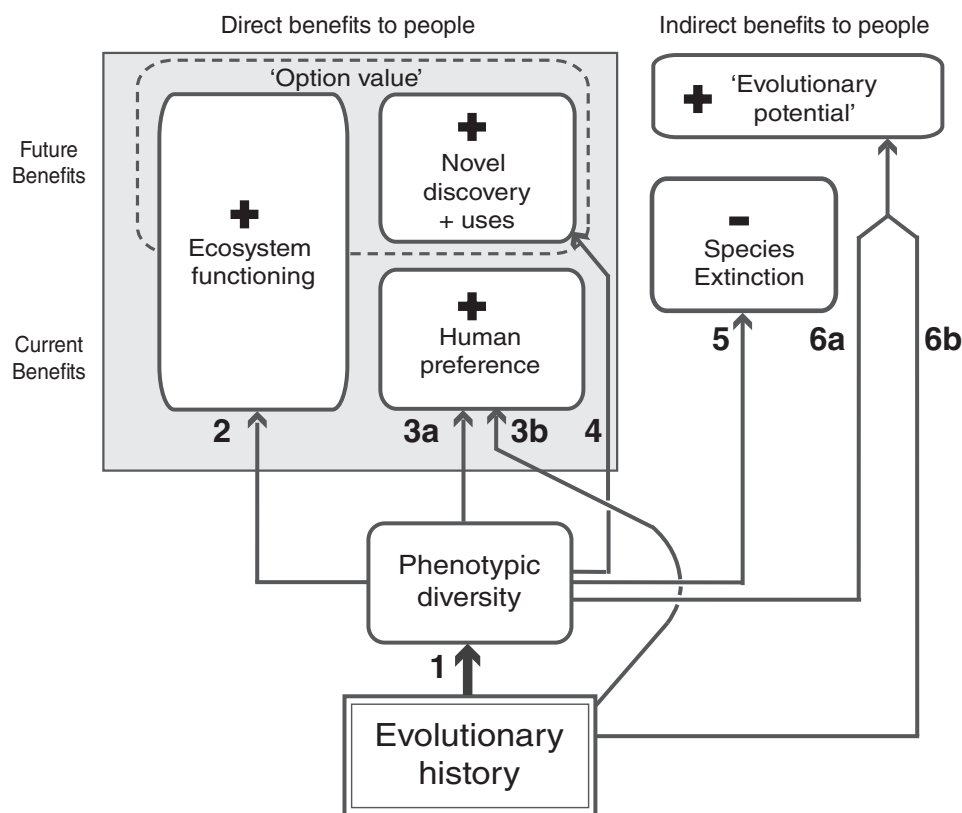 Direct benefits to people
Indirect benefits to people
'Option value'
Future
Benefits
+
Ecosystem
functioning
+
Novel
discovery
+ uses
+ 'Evolutionary
potential'
-
Species
Extinction
Current
Benefits
+
Human
preference
2
3a
3b
4
5
6a
6b
Phenotypic
diversity
1
Evolutionary
history